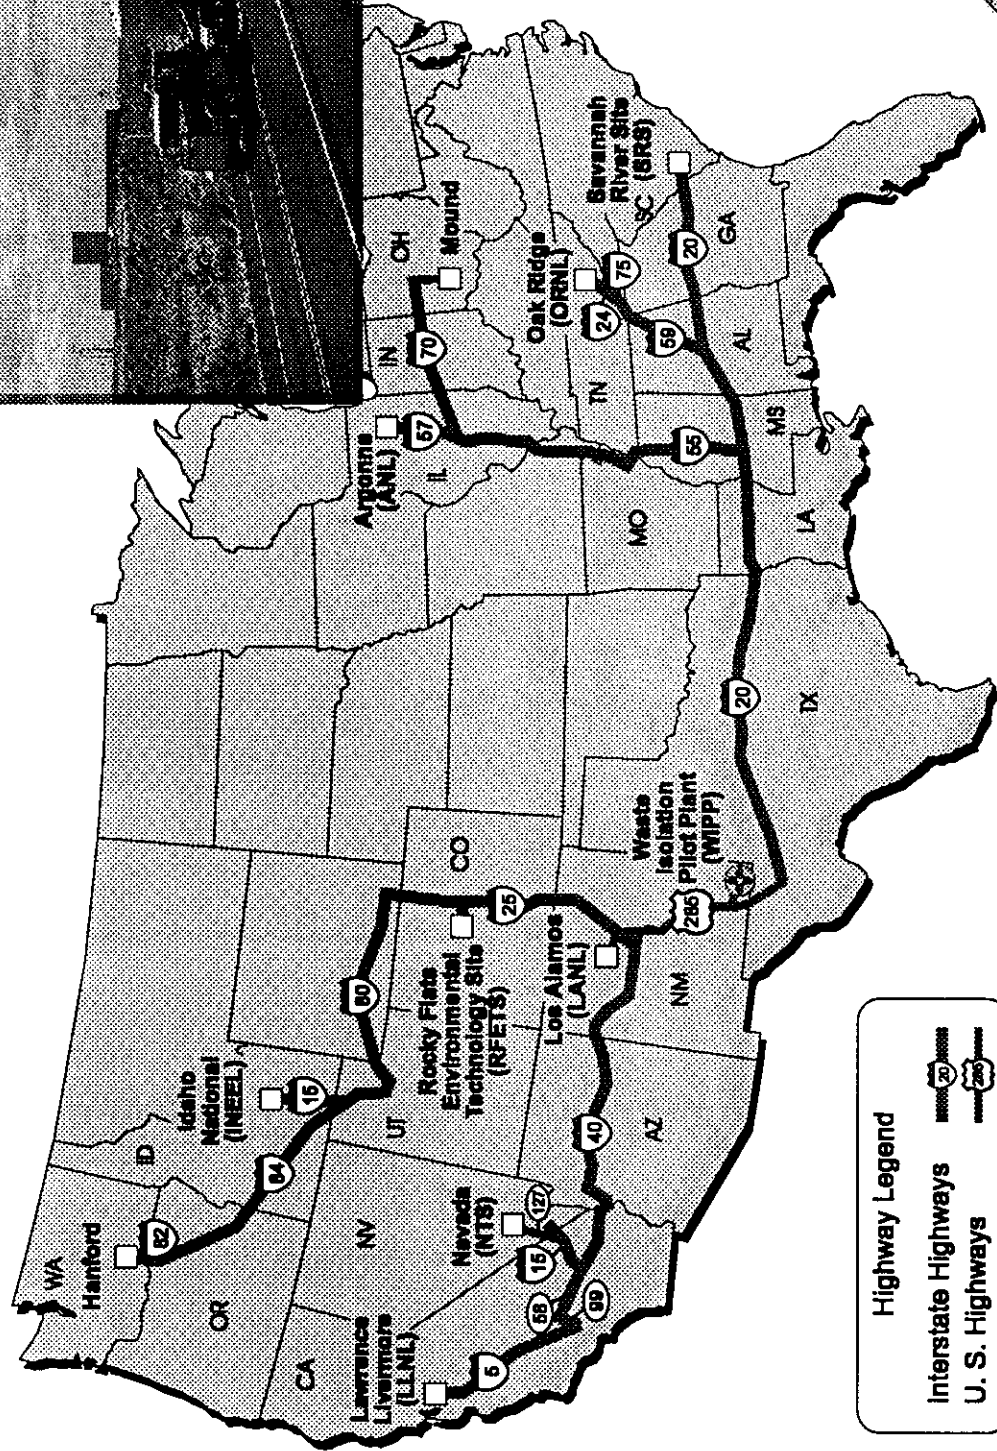 WA
Hanford
82
OR
ID
84
Idaho
National
(INEEL)
15
80
CA
NV
UT
Lawrence
Livermore
(LLNL)
5
58
99
Nevada
(NTS)
15
127
40
AZ
Rocky Flats
Environmental
Technology Site
(RFETS)
CO
25
Los Alamos
(LANL)
NM
285
Waste
Isolation
Pilot Plant
(WIPP)
20
TX
Argonne
(ANL)
57
IL
IN
70
OH
Mound
MO
TN
55
LA
MS
Oak Ridge
(ORNL)
24
75
59
AL
20
GA
SC
Savannah
River Site
(SRS)
Highway Legend
Interstate Highways
20
U. S. Highways
285